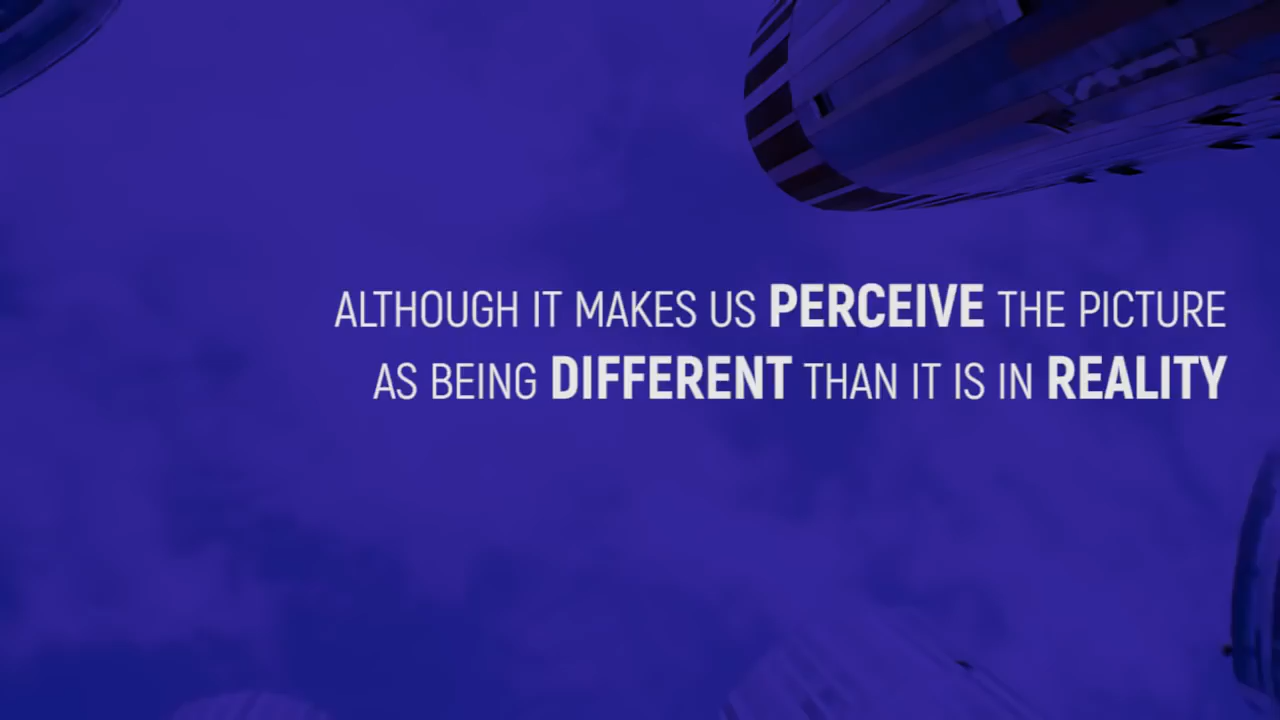 ALTHOUGH IT MAKES US PERCEIVE THE PICTURE
AS BEING DIFFERENT THAN IT IS IN REALITY